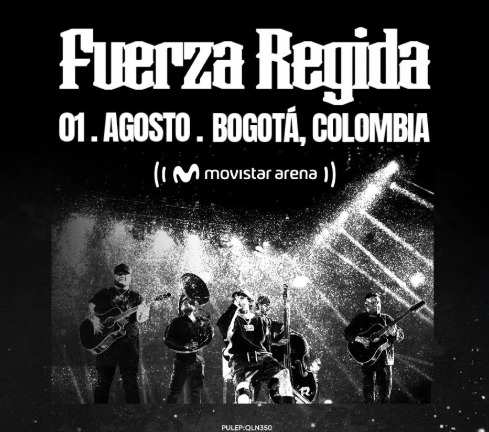 Fuerza Regida
01 . AGOSTO . BOGOTÁ, COLOMBIA
movistar arena
PULEP:QLN350